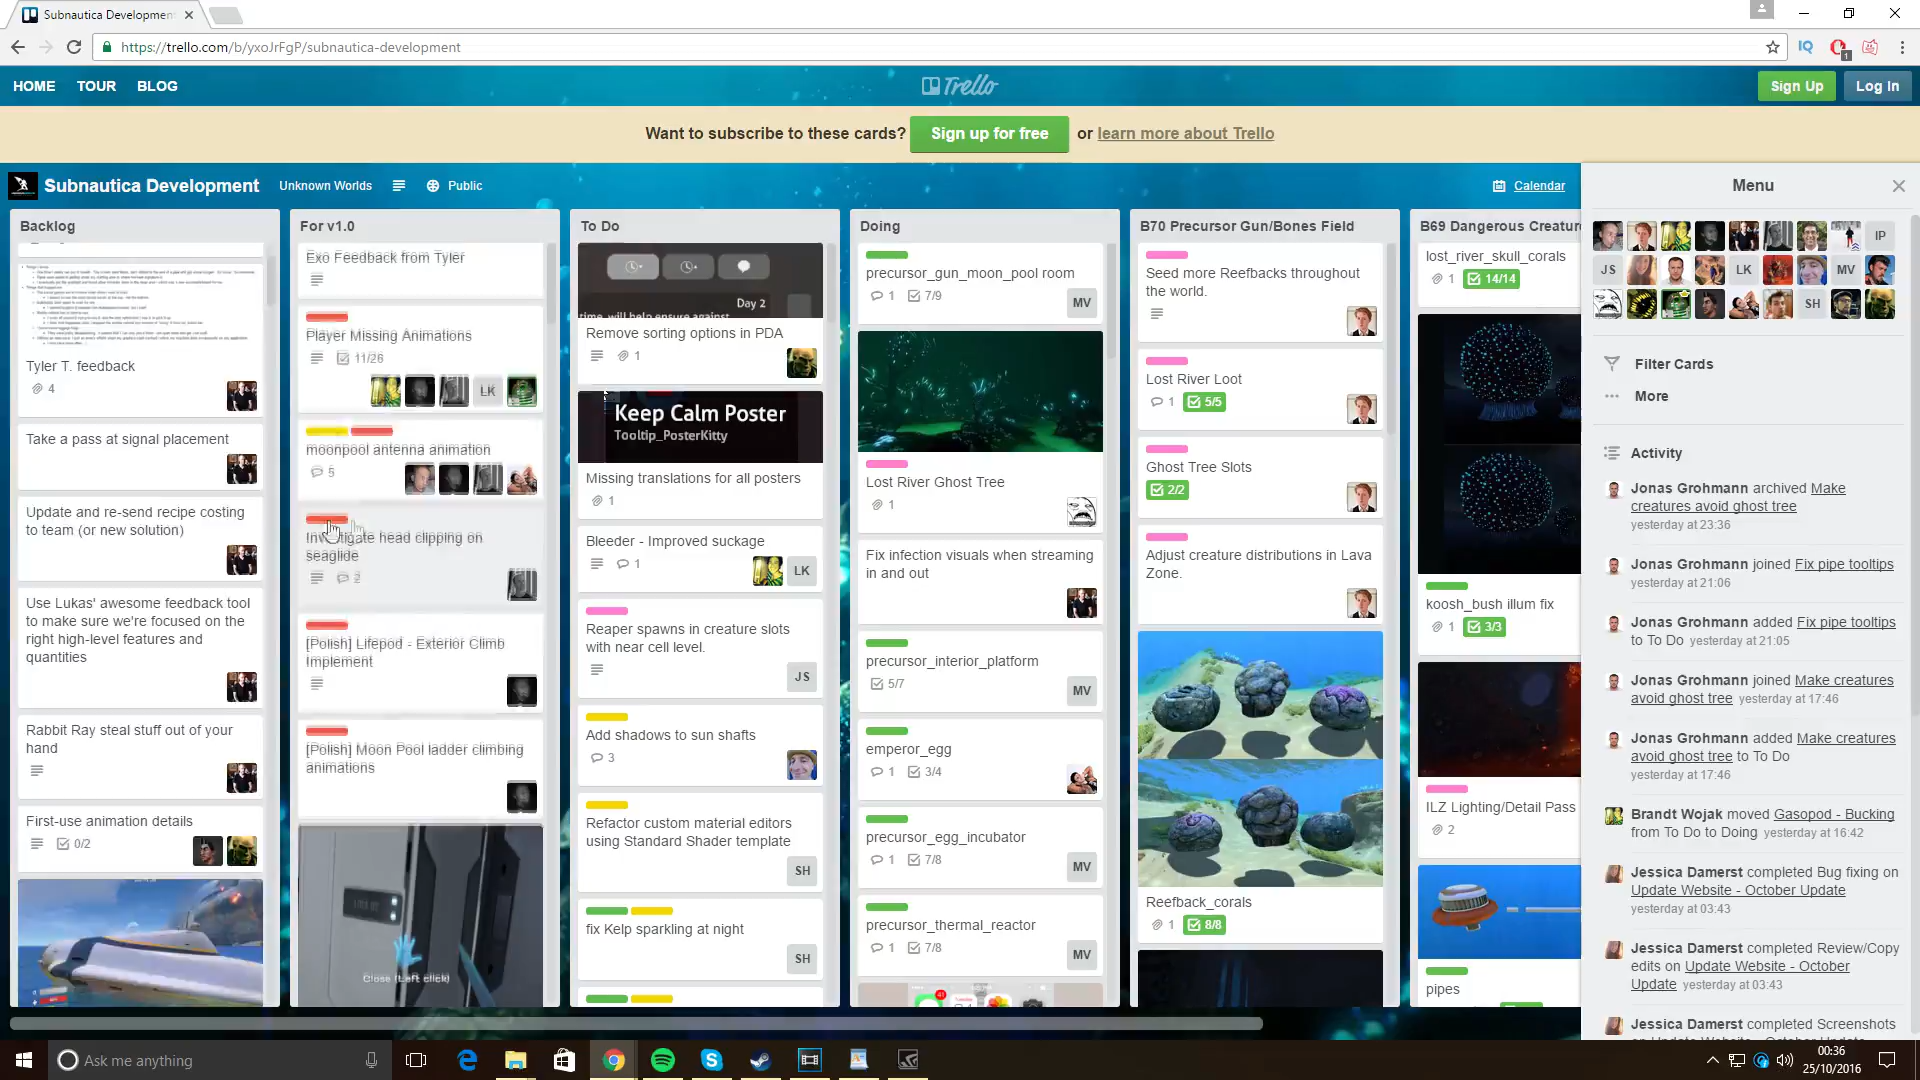 Subnautica Development
https://trello.com/b/yxoJrFgP/subnautica-development
HOME TOUR BLOG
Trello
Sign Up
Log In
Want to subscribe to these cards?
Sign up for free
or learn more about Trello
Subnautica Development
Unknown Worlds
Public
Calendar
Backlog
Tyler T. feedback
4
Take a pass at signal placement
Update and re-send recipe costing
to team (or new solution)
Use Lukas' awesome feedback tool
to make sure we're focused on the
right high-level features and
quantities
Rabbit Ray steal stuff out of your
hand
First-use animation details
0/2
For v1.0
Exo Feedback from Tyler
Player Missing Animations
11/26
LK
moonpool antenna animation
5
Investigate head clipping on
seaglide
2
[Polish] Lifepod - Exterior Climb
Implement
[Polish] Moon Pool ladder climbing
animations
Close (Left click)
To Do
Day 2
time, will help ensure against
Remove sorting options in PDA
1
Keep Calm Poster
Tooltip_PosterKitty
Missing translations for all posters
1
Bleeder - Improved suckage
1
LK
Reaper spawns in creature slots
with near cell level.
JS
Add shadows to sun shafts
3
Refactor custom material editors
using Standard Shader template
SH
fix Kelp sparkling at night
SH
Doing
precursor_gun_moon_pool room
1 7/9
MV
Lost River Ghost Tree
1
Fix infection visuals when streaming
in and out
precursor_interior_platform
5/7
MV
emperor_egg
1 3/4
precursor_egg_incubator
1 7/8
MV
precursor_thermal_reactor
1 7/8
MV
B70 Precursor Gun/Bones Field
Seed more Reefbacks throughout
the world.
Lost River Loot
1 5/5
Ghost Tree Slots
2/2
Adjust creature distributions in Lava
Zone.
Reefback_corals
1 8/8
B69 Dangerous Creature
lost_river_skull_corals
1 14/14
koosh_bush illum fix
1 3/3
ILZ Lighting/Detail Pass
2
pipes
Menu
IP
JS
LK
MV
SH
Filter Cards
More
Activity
Jonas Grohmann archived Make
creatures avoid ghost tree
yesterday at 23:36
Jonas Grohmann joined Fix pipe tooltips
yesterday at 21:06
Jonas Grohmann added Fix pipe tooltips
to To Do yesterday at 21:05
Jonas Grohmann joined Make creatures
avoid ghost tree yesterday at 17:46
Jonas Grohmann added Make creatures
avoid ghost tree to To Do
yesterday at 17:46
Brandt Wojak moved Gasopod - Bucking
from To Do to Doing yesterday at 16:42
Jessica Damerst completed Bug fixing on
Update Website - October Update
yesterday at 03:43
Jessica Damerst completed Review/Copy
edits on Update Website - October
Update yesterday at 03:43
Jessica Damerst completed Screenshots
Ask me anything
00:36
25/10/2016